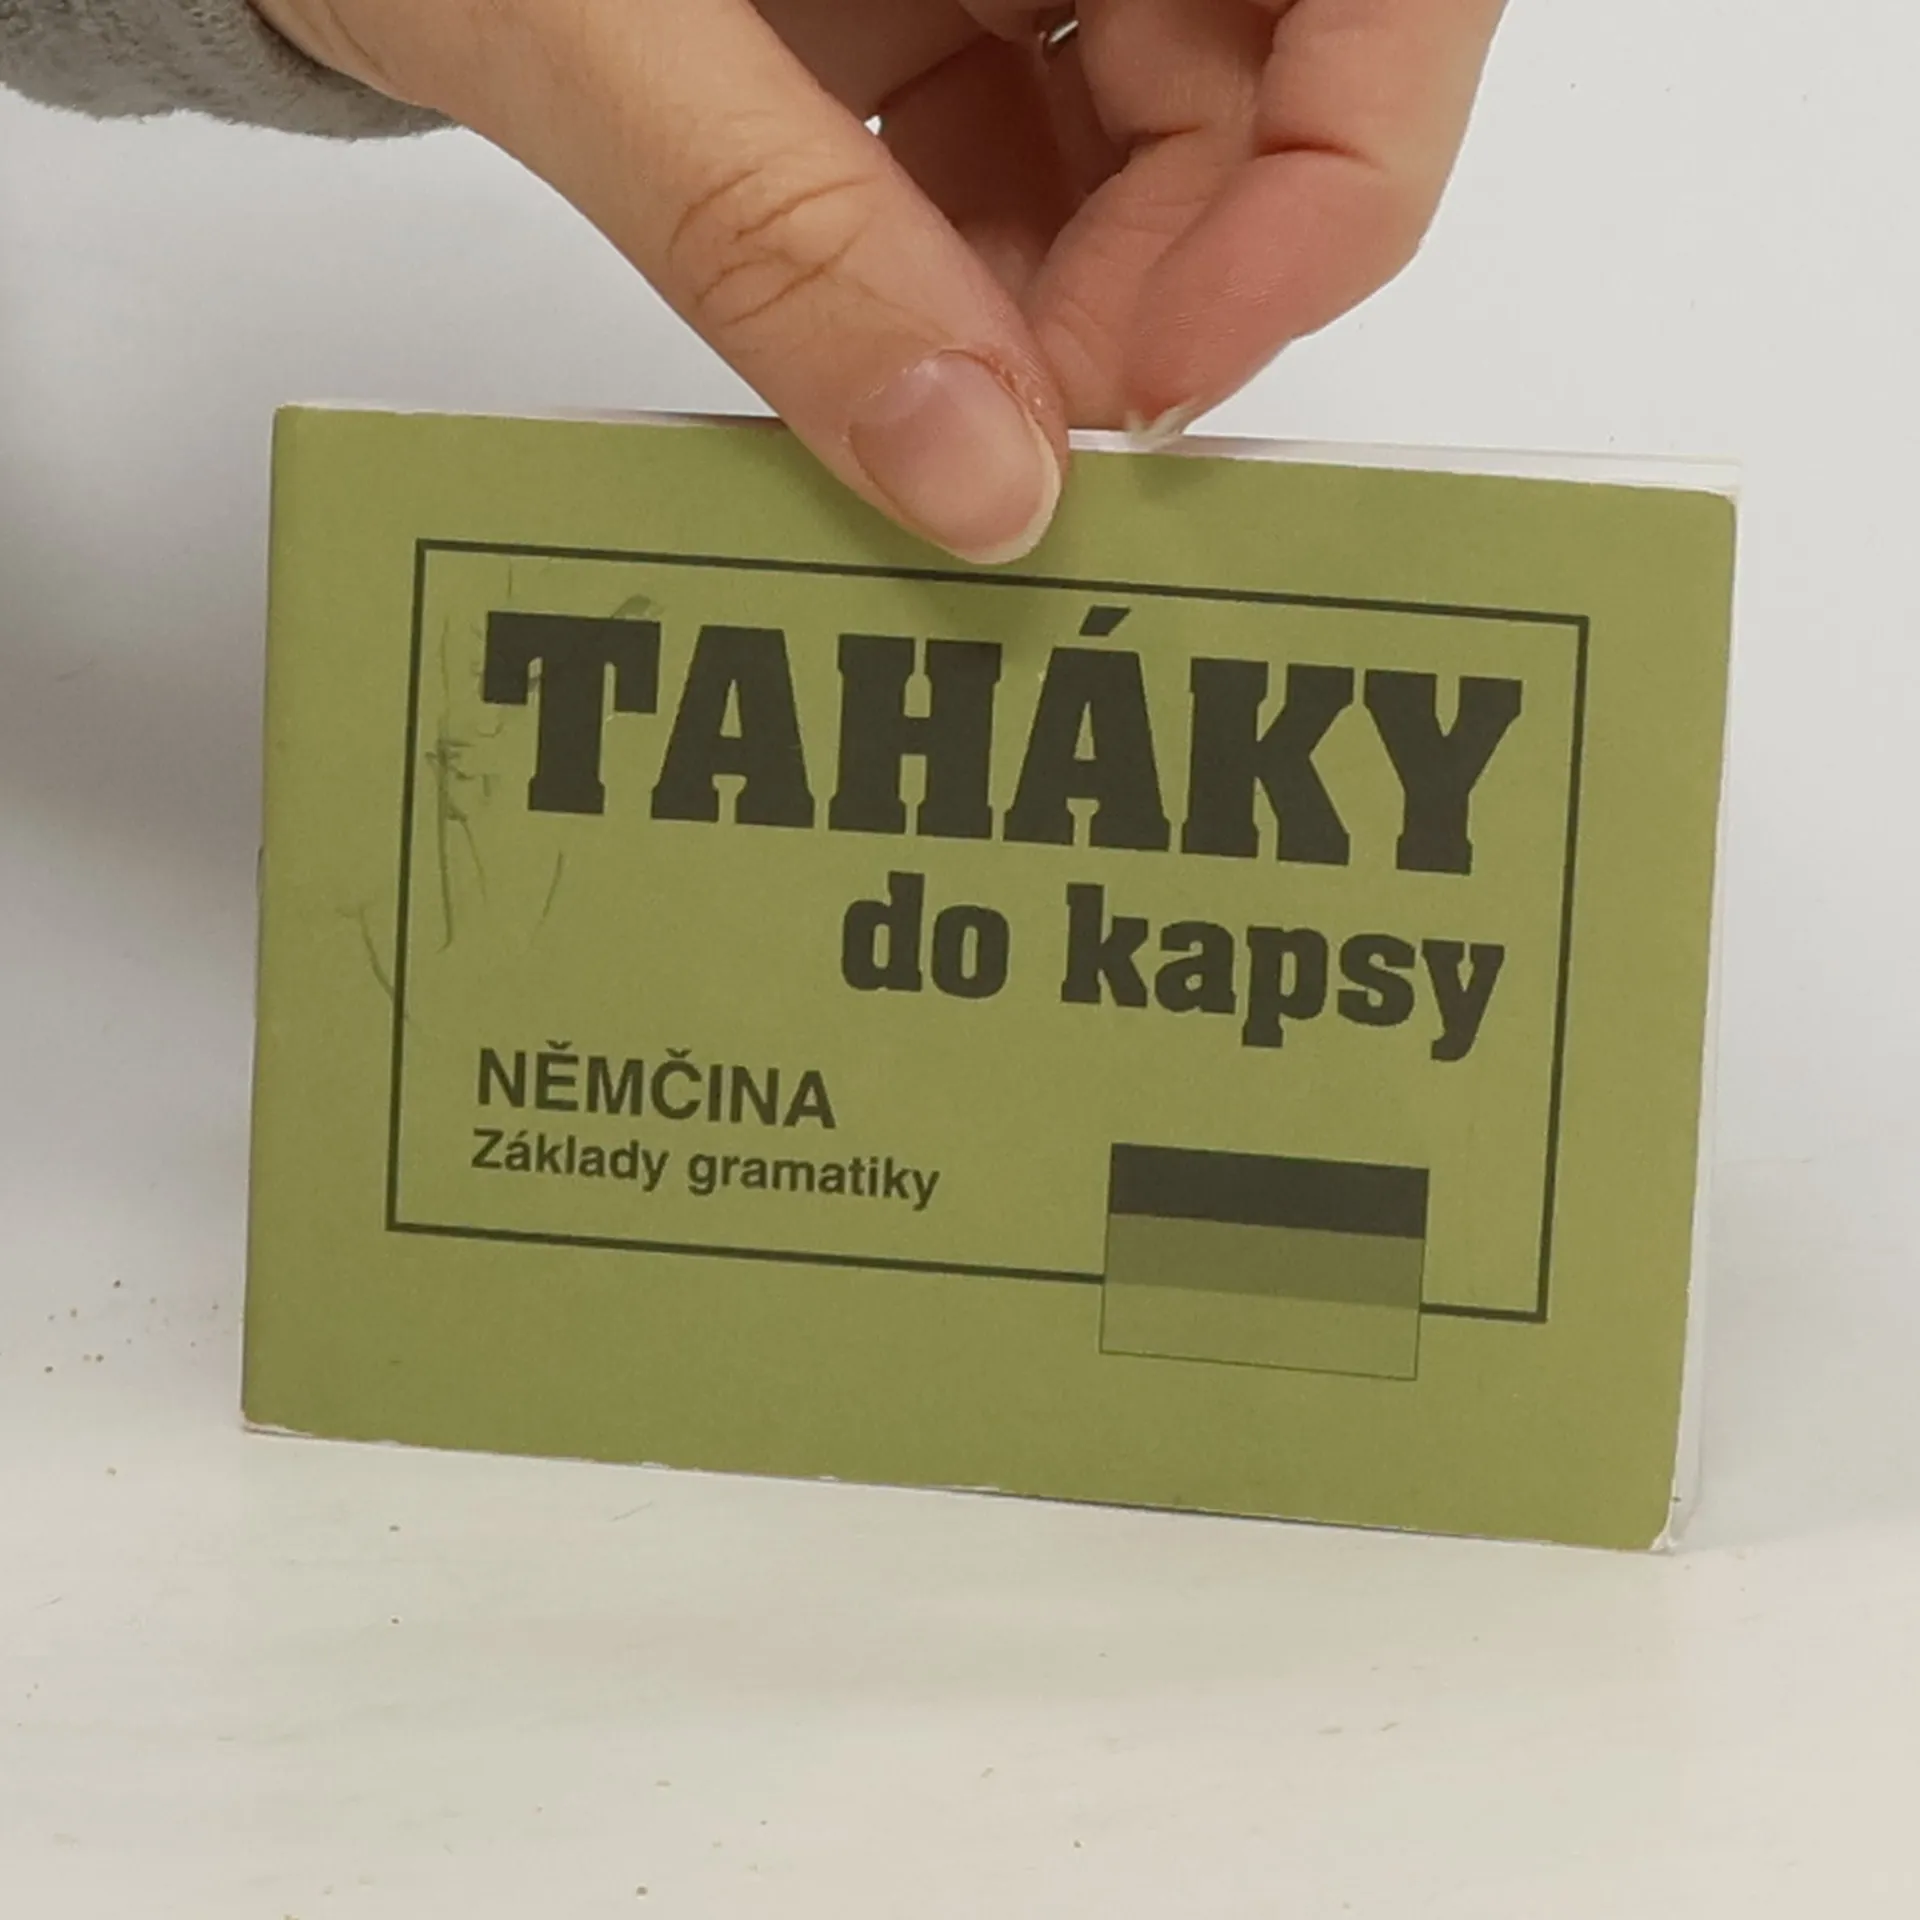 TAHÁKY
do kapsy
NĚMČINA
Základy gramatiky